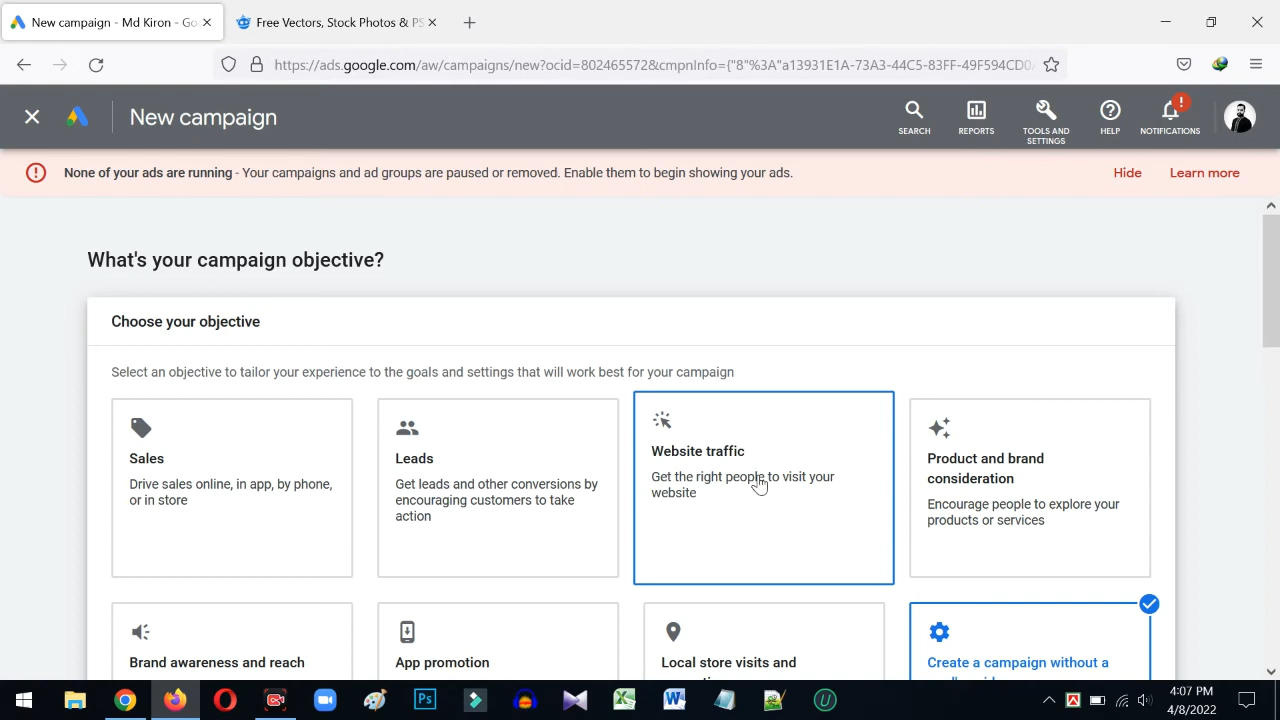 New campaign - Md Kiron - Go
Free Vectors, Stock Photos & PS
https://ads.google.com/aw/campaigns/new?ocid=802465572&cmpnInfo={"8"%3A"a13931E1A-73A3-44C5-83FF-49F594CD0
New campaign
SEARCH
REPORTS
TOOLS AND
SETTINGS
HELP
NOTIFICATIONS
!
None of your ads are running - Your campaigns and ad groups are paused or removed. Enable them to begin showing your ads.
Hide
Learn more
What's your campaign objective?
Choose your objective
Select an objective to tailor your experience to the goals and settings that will work best for your campaign
Sales
Drive sales online, in app, by phone,
or in store
Leads
Get leads and other conversions by
encouraging customers to take
action
Website traffic
Get the right people to visit your
website
Product and brand
consideration
Encourage people to explore your
products or services
Brand awareness and reach
App promotion
Local store visits and
Create a campaign without a
Ps
4:07 PM
4/8/2022